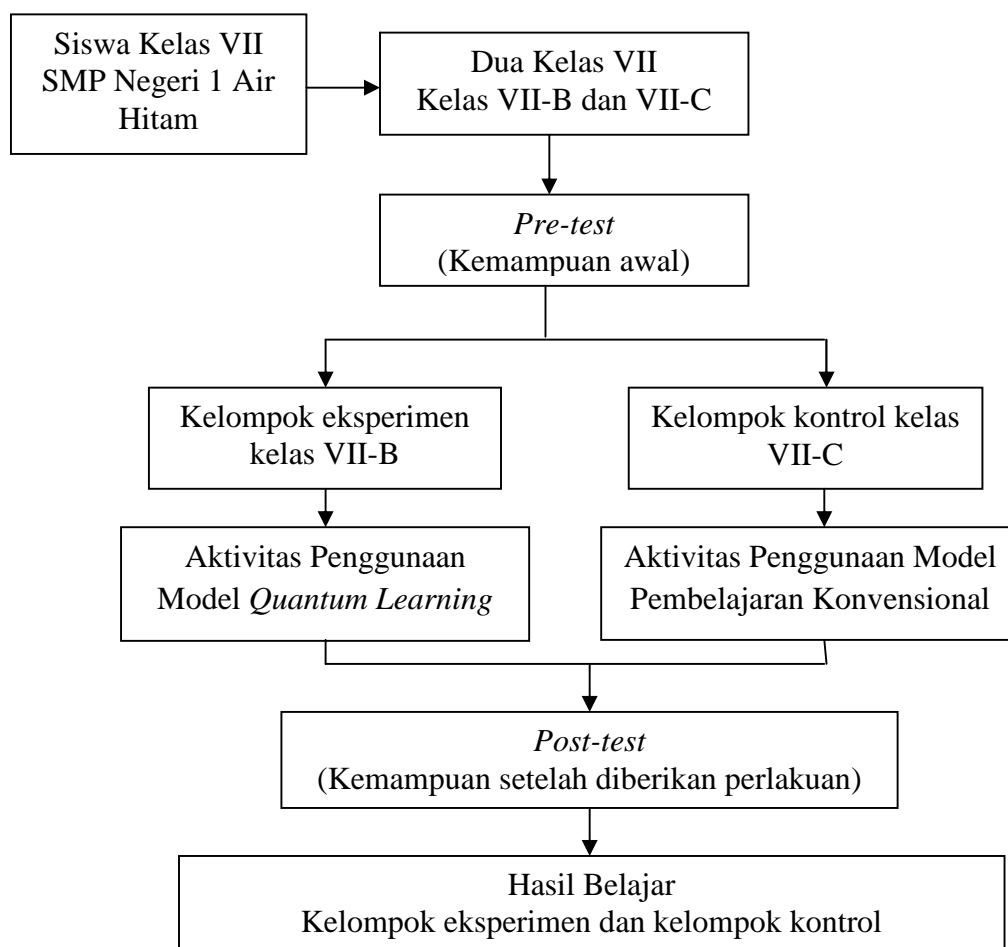 Siswa Kelas VII
SMP Negeri 1 Air
Hitam
Dua Kelas VII
Kelas VII-B dan VII-C
Pre-test
(Kemampuan awal)
Kelompok eksperimen
kelas VII-B
Kelompok kontrol kelas
VII-C
Aktivitas Penggunaan
Model Quantum Learning
Aktivitas Penggunaan Model
Pembelajaran Konvensional
Post-test
(Kemampuan setelah diberikan perlakuan)
Hasil Belajar
Kelompok eksperimen dan kelompok kontrol